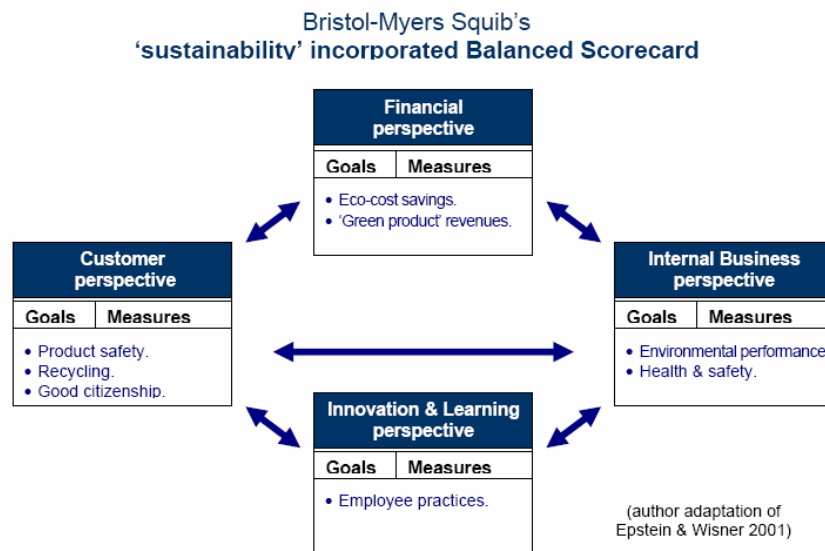 Bristol-Myers Squib's
'sustainability' incorporated Balanced Scorecard
Financial
perspective
Goals Measures
• Eco-cost savings.
• 'Green product' revenues.
Customer
perspective
Goals Measures
• Product safety.
• Recycling.
• Good citizenship.
Internal Business
perspective
Goals Measures
• Environmental performance
• Health & safety.
Innovation & Learning
perspective
Goals Measures
• Employee practices.
(author adaptation of
Epstein & Wisner 2001)